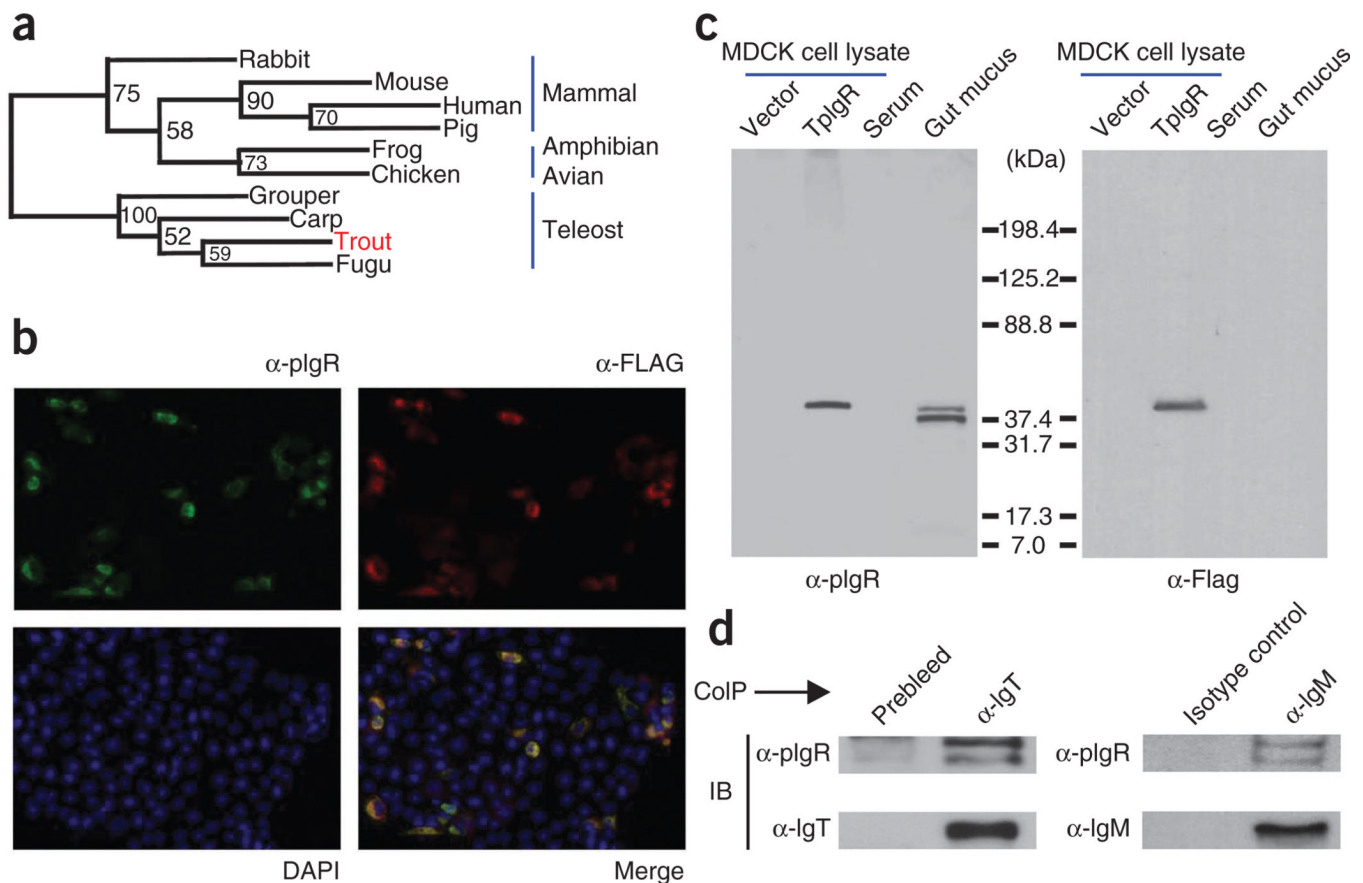 a
Rabbit
Mouse
Human
Pig
Frog
Chicken
Grouper
Carp
Trout
Fugu
75
90
70
58
73
100
52
59
Mammal
Amphibian
Avian
Teleost
b
α-pIgR
α-FLAG
DAPI
Merge
c
MDCK cell lysate
Vector
TpIgR
Serum
Gut mucus
MDCK cell lysate
Vector
TpIgR
Serum
Gut mucus
(kDa)
198.4
125.2
88.8
37.4
31.7
17.3
7.0
α-pIgR
α-Flag
d
CoIP
Prebleed
α-IgT
Isotype control
α-IgM
IB
α-pIgR
α-IgT
α-pIgR
α-IgM